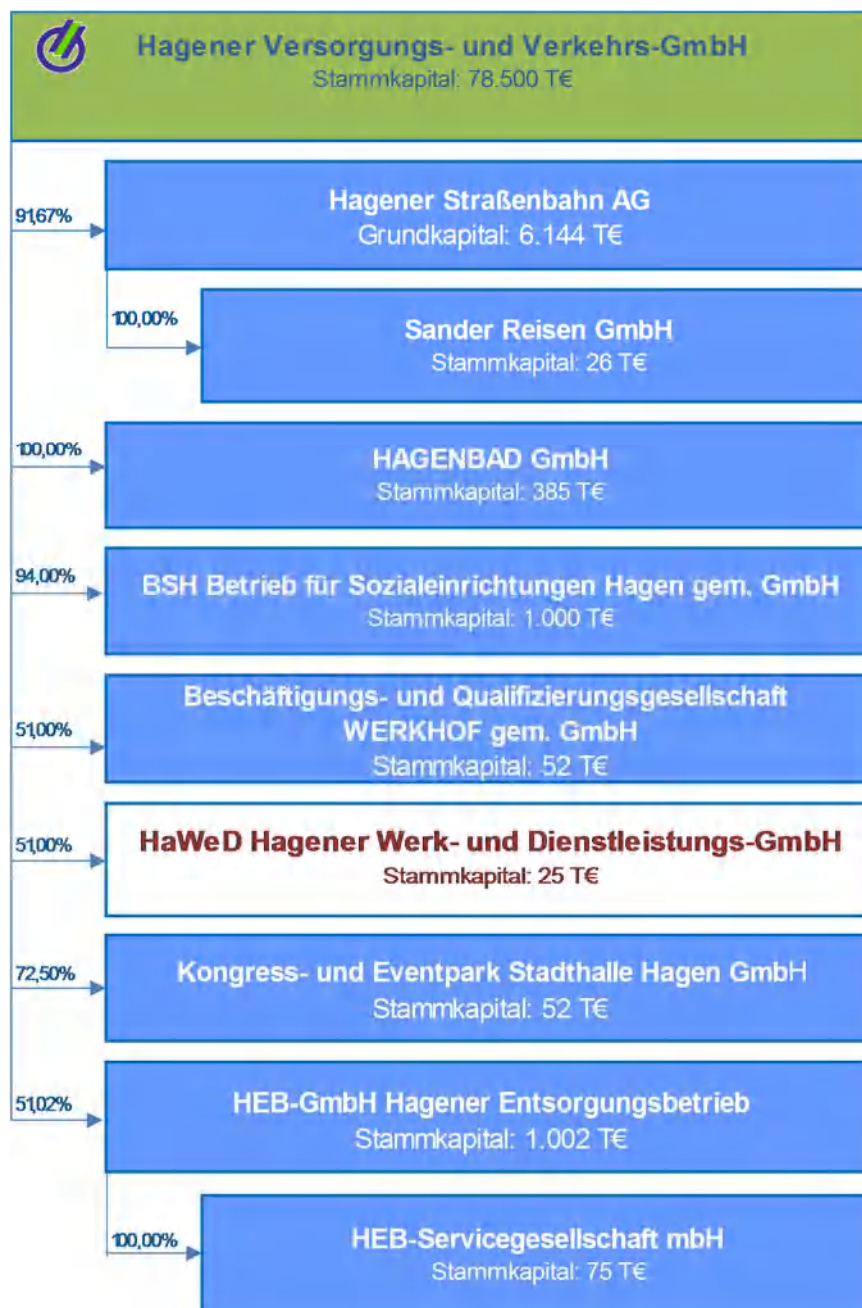 Hagener Versorgungs- und Verkehrs-GmbH
Stammkapital: 78.500 T€
91,67%
Hagener Straßenbahn AG
Grundkapital: 6.144 T€
100,00%
Sander Reisen GmbH
Stammkapital: 26 T€
100,00%
HAGENBAD GmbH
Stammkapital: 385 T€
94,00%
BSH Betrieb für Sozialeinrichtungen Hagen gem. GmbH
Stammkapital: 1.000 T€
51,00%
Beschäftigungs- und Qualifizierungsgesellschaft
WERKHOF gem. GmbH
Stammkapital: 52 T€
51,00%
HaWeD Hagener Werk- und Dienstleistungs-GmbH
Stammkapital: 25 T€
72,50%
Kongress- und Eventpark Stadthalle Hagen GmbH
Stammkapital: 52 T€
51,02%
HEB-GmbH Hagener Entsorgungsbetrieb
Stammkapital: 1.002 T€
100,00%
HEB-Servicegesellschaft mbH
Stammkapital: 75 T€